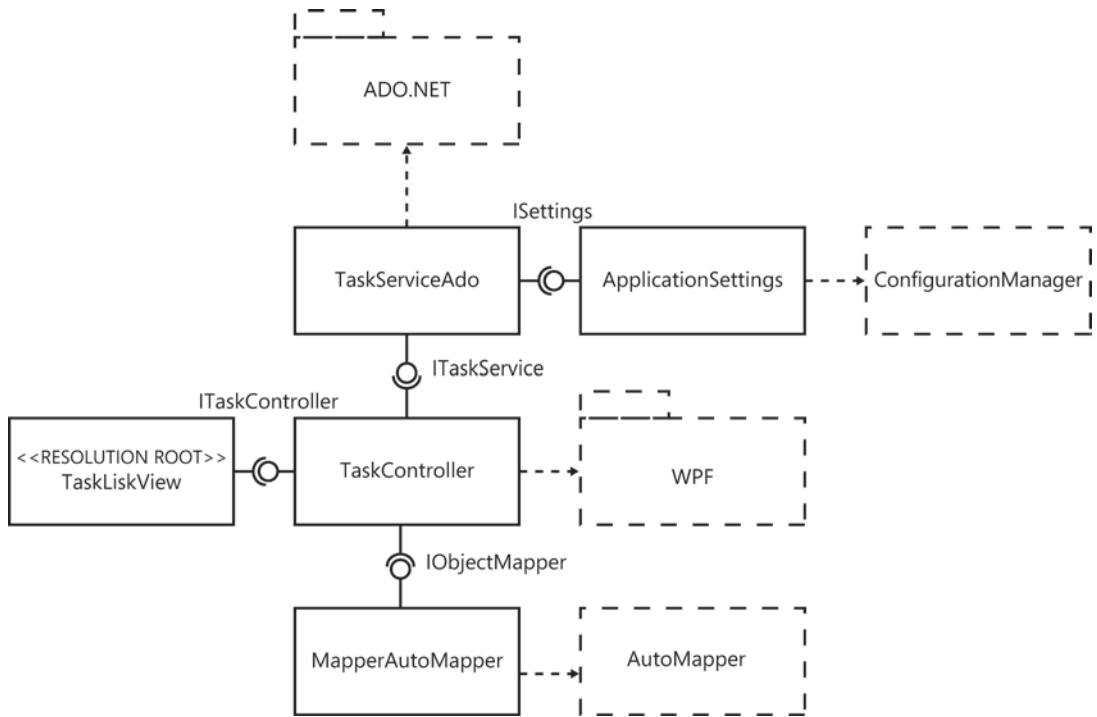 ADO.NET
ISettings
TaskServiceAdo
ApplicationSettings
ConfigurationManager
ITaskService
ITaskController
<<RESOLUTION ROOT>>
TaskLiskView
TaskController
WPF
IObjectMapper
MapperAutoMapper
AutoMapper